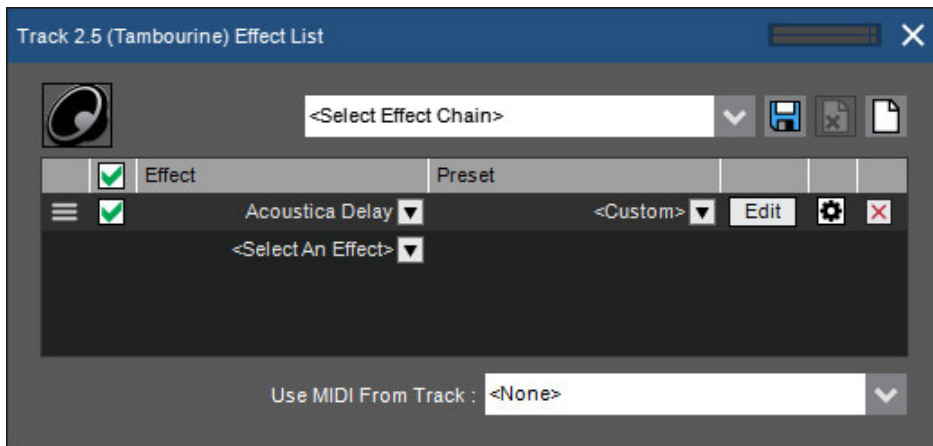 Track 2.5 (Tambourine) Effect List
<Select Effect Chain>
Effect Preset
Acoustica Delay <Custom> Edit
<Select An Effect>
Use MIDI From Track : <None>